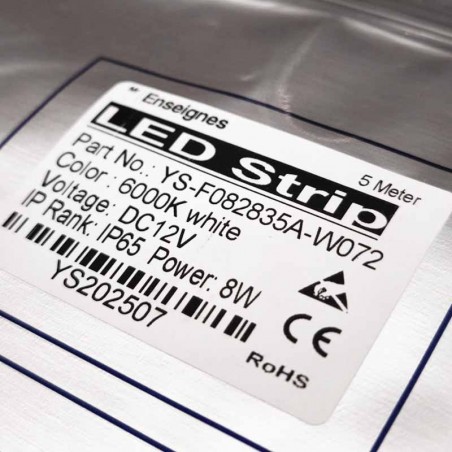 Enseignes
LED Strip
5 Meter
Part No.: YS-F082835A-W072
Color : 6000K white
Voltage: DC12V
IP Rank: IP65 Power: 8W
YS202507
CE
RoHS